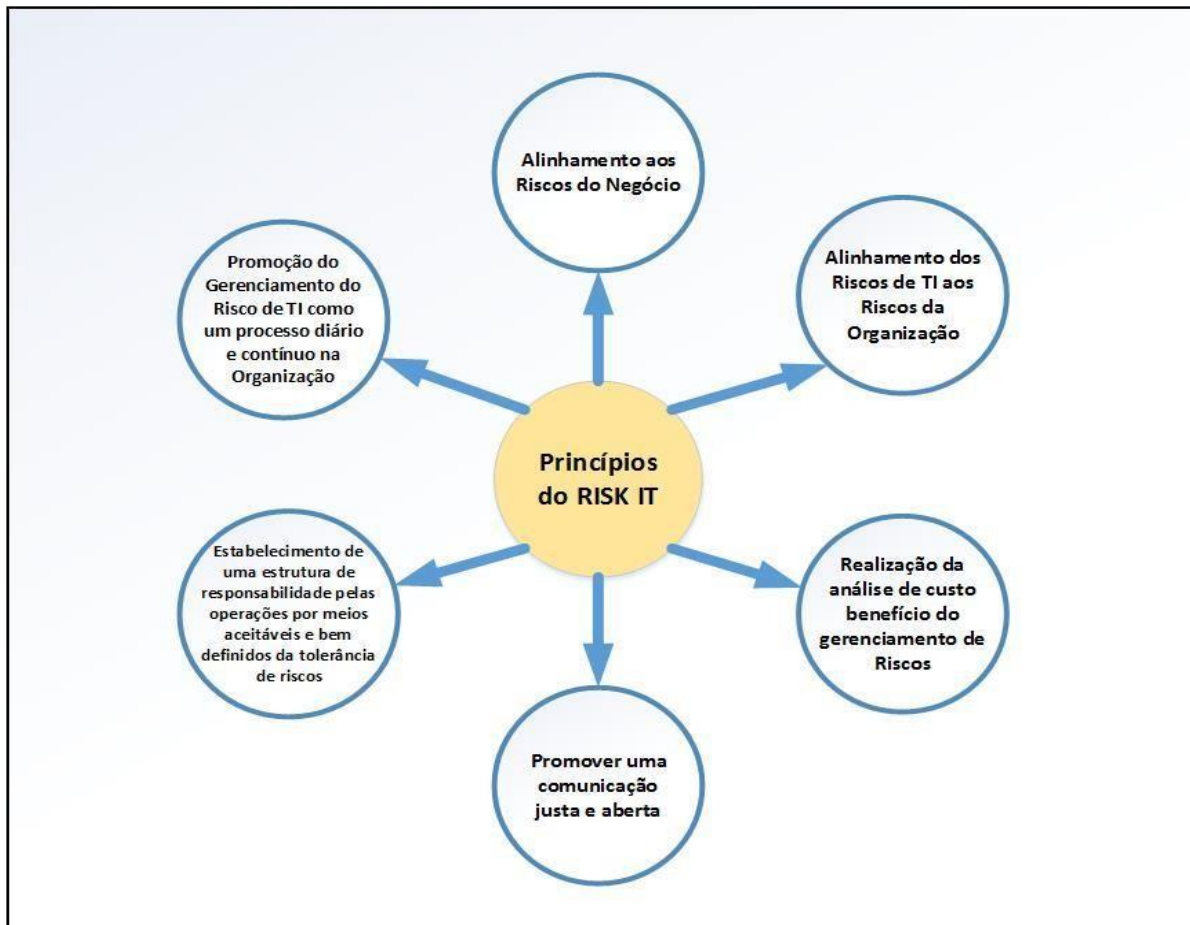 Alinhamento aos
Riscos do Negócio
Alinhamento dos
Riscos de TI aos
Riscos da
Organização
Realização da
análise de custo
benefício do
gerenciamento de
Riscos
Promover uma
comunicação
justa e aberta
Estabelecimento de
uma estrutura de
responsabilidade pelas
operações por meios
aceitáveis e bem
definidos da tolerância
de riscos
Promoção do
Gerenciamento do
Risco de TI como
um processo diário
e contínuo na
Organização
Princípios
do RISK IT